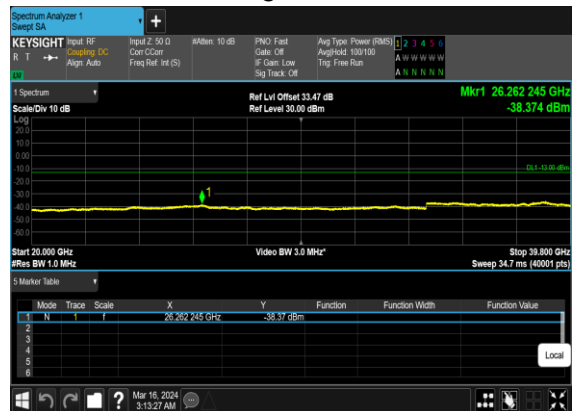 Spectrum Analyzer 1
Swept SA
+
KEYSIGHT Input: RF Input Z: 50 Ω #Atten: 10 dB PNO: Fast Avg Type: Power (RMS) 1 2 3 4 5 6
R T Coupling: DC Corr CCorr Gate: Off Avg|Hold: 100/100 A W W W W W
Align: Auto Freq Ref: Int (S) IF Gain: Low Trig: Free Run
Sig Track: Off A N N N N N
1 Spectrum Ref Lvl Offset 33.47 dB Mkr1 26.262 245 GHz
Scale/Div 10 dB Ref Level 30.00 dBm -38.374 dBm
Log
20.0
10.0
0.00
-10.0 DL1 -13.00 dBm
-20.0
-30.0
1
-40.0
-50.0
-60.0
Start 20.000 GHz Video BW 3.0 MHz* Stop 39.800 GHz
#Res BW 1.0 MHz Sweep 34.7 ms (40001 pts)
5 Marker Table
Mode Trace Scale X Y Function Function Width Function Value
1 N 1 f 26.262 245 GHz -38.37 dBm
2
3
4
5
6
Local
? Mar 16, 2024
3:13:27 AM